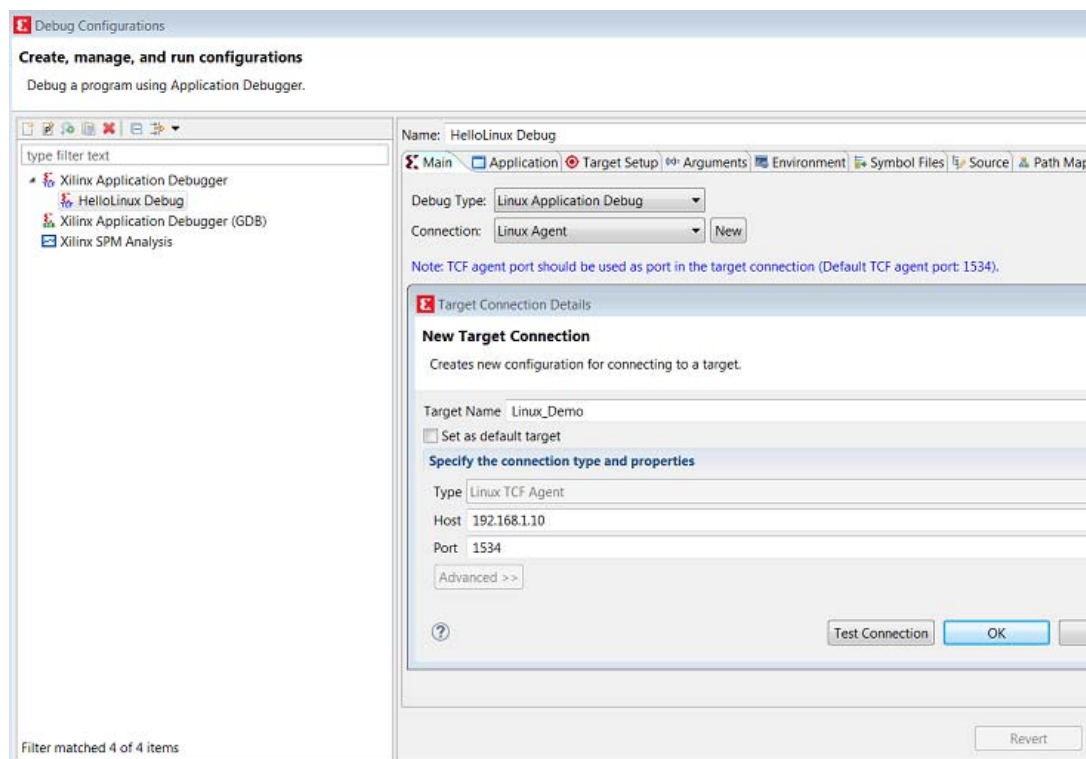 Debug Configurations
Create, manage, and run configurations
Debug a program using Application Debugger.
type filter text
Xilinx Application Debugger
HelloLinux Debug
Xilinx Application Debugger (GDB)
Xilinx SPM Analysis
Filter matched 4 of 4 items
Name: HelloLinux Debug
Main Application Target Setup Arguments Environment Symbol Files Source Path Map
Debug Type: Linux Application Debug
Connection: Linux Agent New
Note: TCF agent port should be used as port in the target connection (Default TCF agent port: 1534).
Target Connection Details
New Target Connection
Creates new configuration for connecting to a target.
Target Name Linux_Demo
Set as default target
Specify the connection type and properties
Type Linux TCF Agent
Host 192.168.1.10
Port 1534
Advanced >>
Test Connection OK
Revert